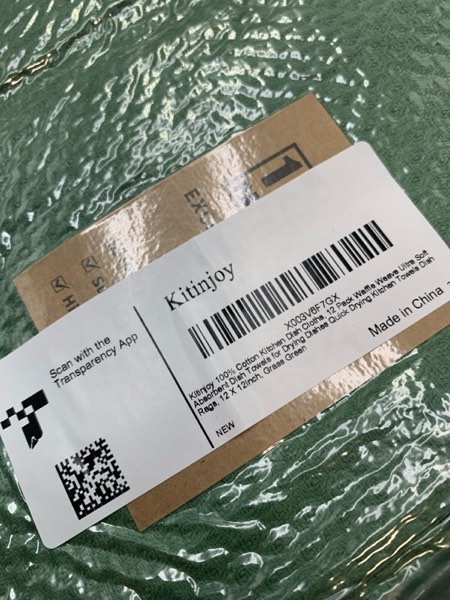 Scan with the
Transparency App
Kitinjoy
X003V8F7GX
Kitinjoy 100% Cotton Kitchen Dish Cloths, 12 Pack Waffle Weave Ultra Soft
Absorbent Dish Towels for Drying Dishes Quick Drying Kitchen Towels Dish
Rags, 12 X 12inch, Grass Green
NEW
Made in China